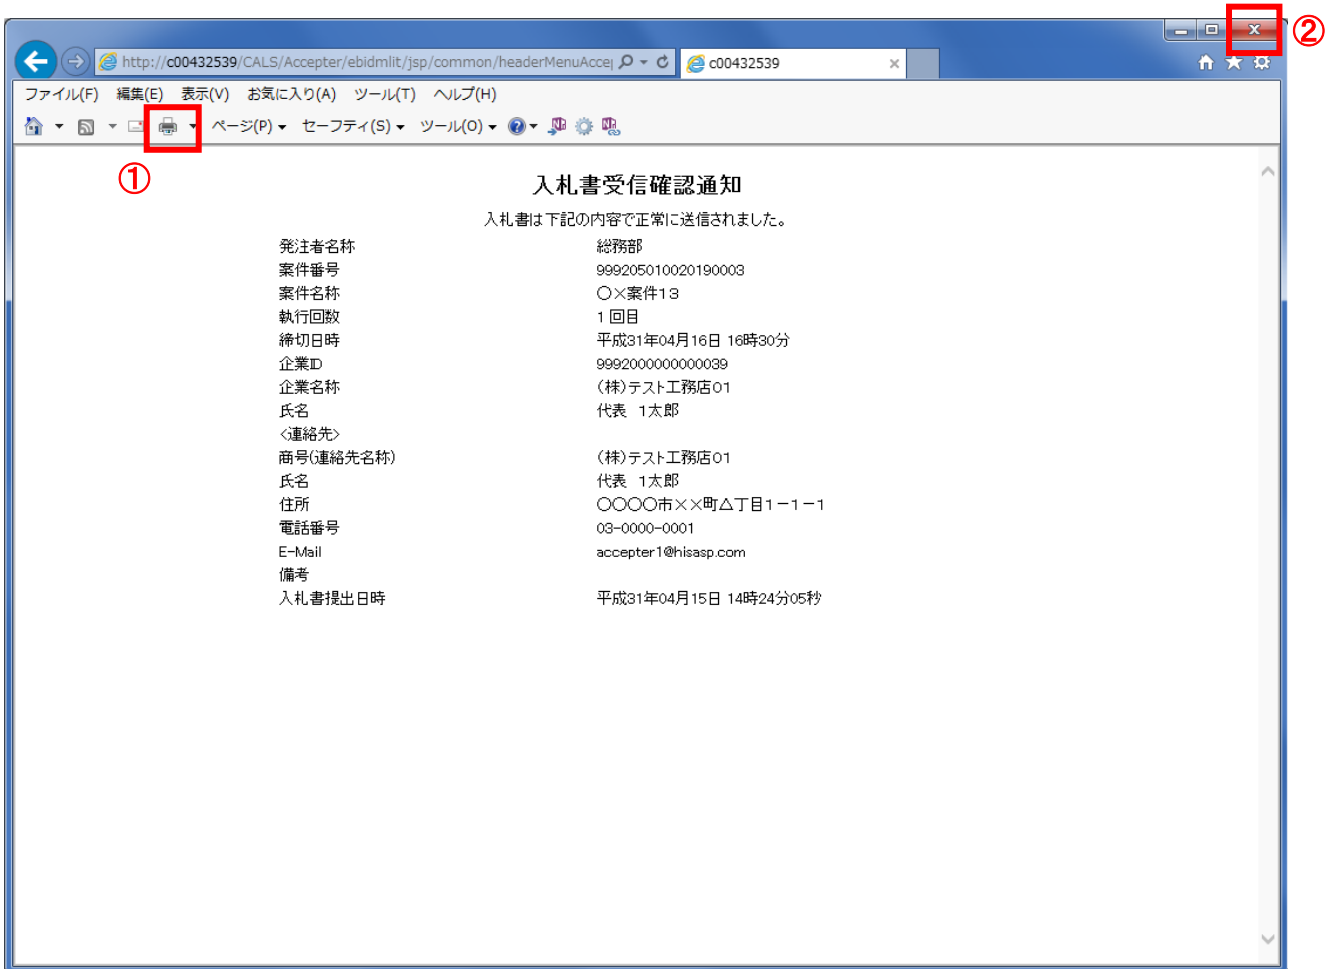 ②
http://c00432539/CALS/Accepter/ebidmlit/jsp/common/headerMenuAccep
c00432539
ファイル(F) 編集(E) 表示(V) お気に入り(A) ツール(T) ヘルプ(H)
ページ(P) セーフティ(S) ツール(O)
①
入札書受信確認通知
入札書は下記の内容で正常に送信されました。
発注者名称 総務部
案件番号 999205010020190003
案件名称 〇×案件13
執行回数 1回目
締切日時 平成31年04月16日 16時30分
企業ID 9992000000000039
企業名称 (株)テスト工務店01
氏名 代表 1太郎
<連絡先>
商号(連絡先名称) (株)テスト工務店01
氏名 代表 1太郎
住所 〇〇〇〇市××町△丁目1-1-1
電話番号 03-0000-0001
E-Mail accepter1@hisasp.com
備考
入札書提出日時 平成31年04月15日 14時24分05秒